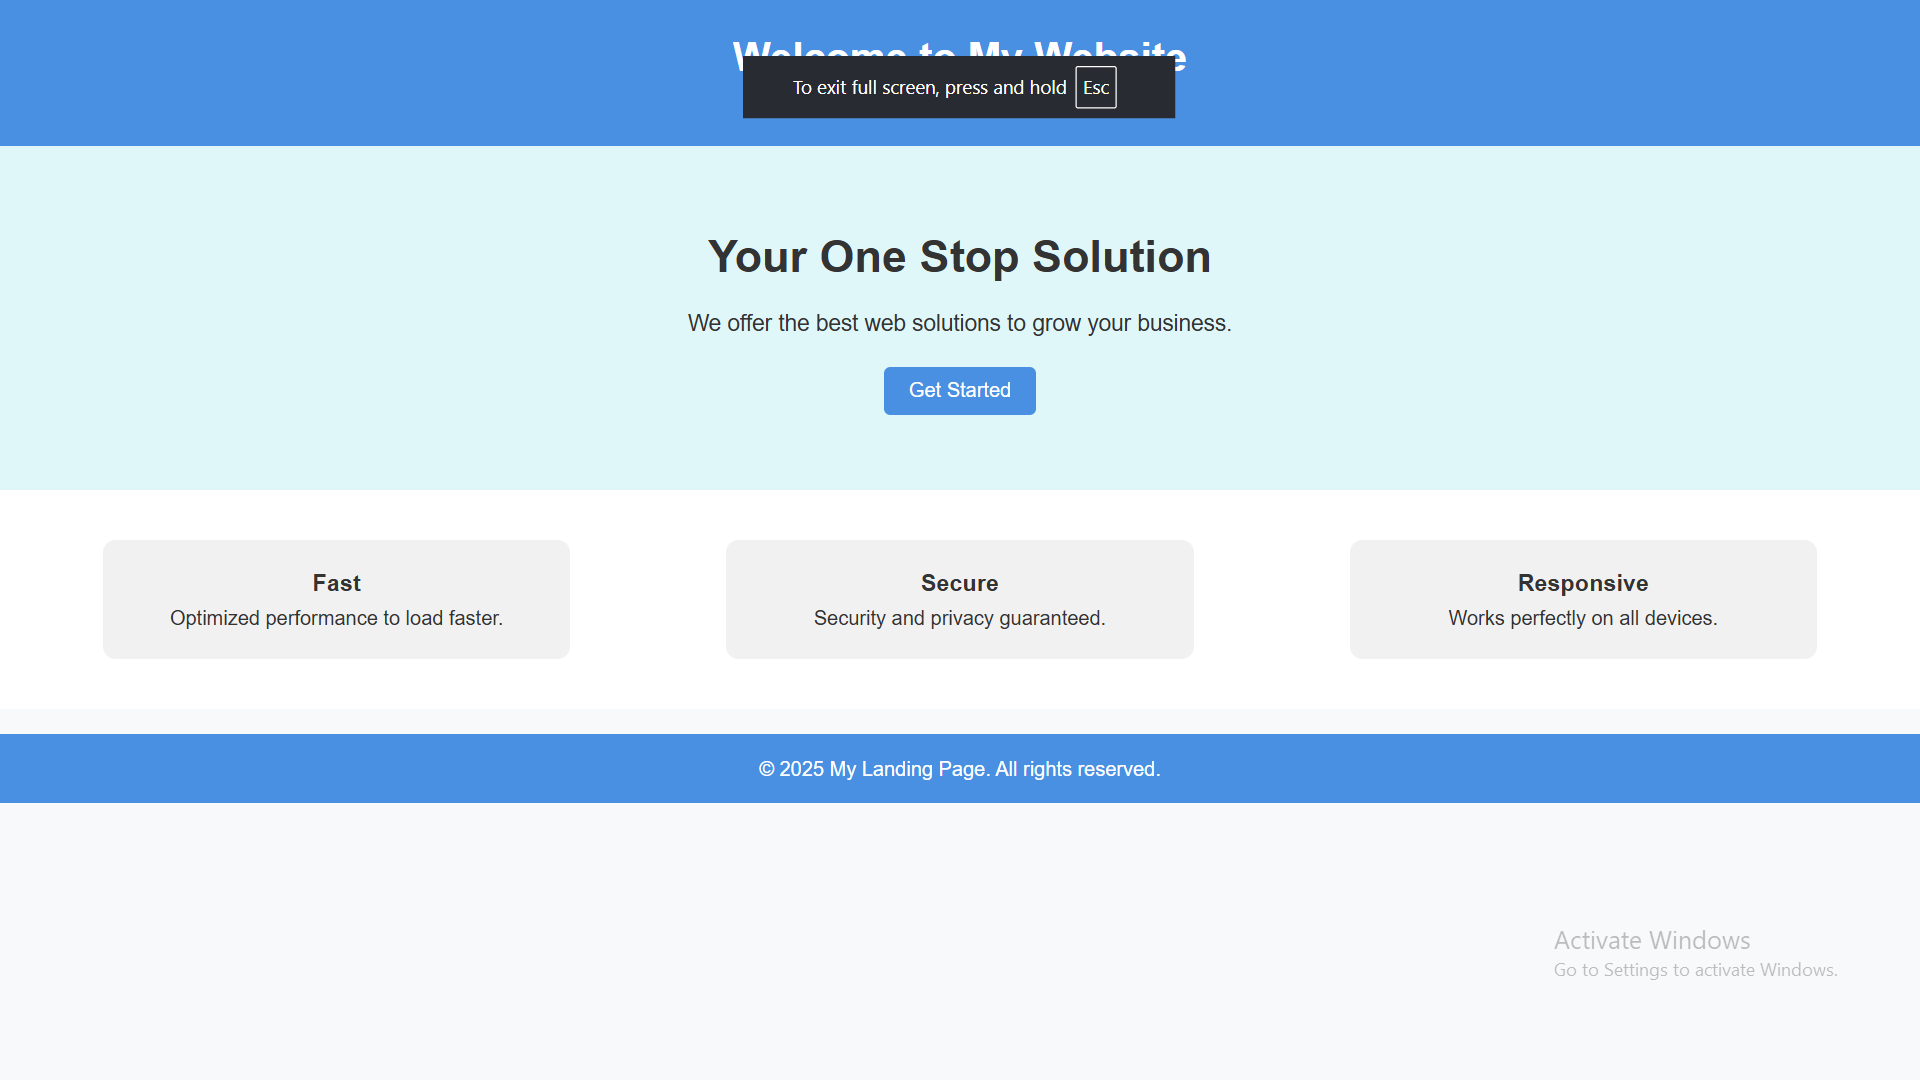 Welcome to My Website
To exit full screen, press and hold Esc
Your One Stop Solution
We offer the best web solutions to grow your business.
Get Started
Fast
Optimized performance to load faster.
Secure
Security and privacy guaranteed.
Responsive
Works perfectly on all devices.
© 2025 My Landing Page. All rights reserved.
Activate Windows
Go to Settings to activate Windows.